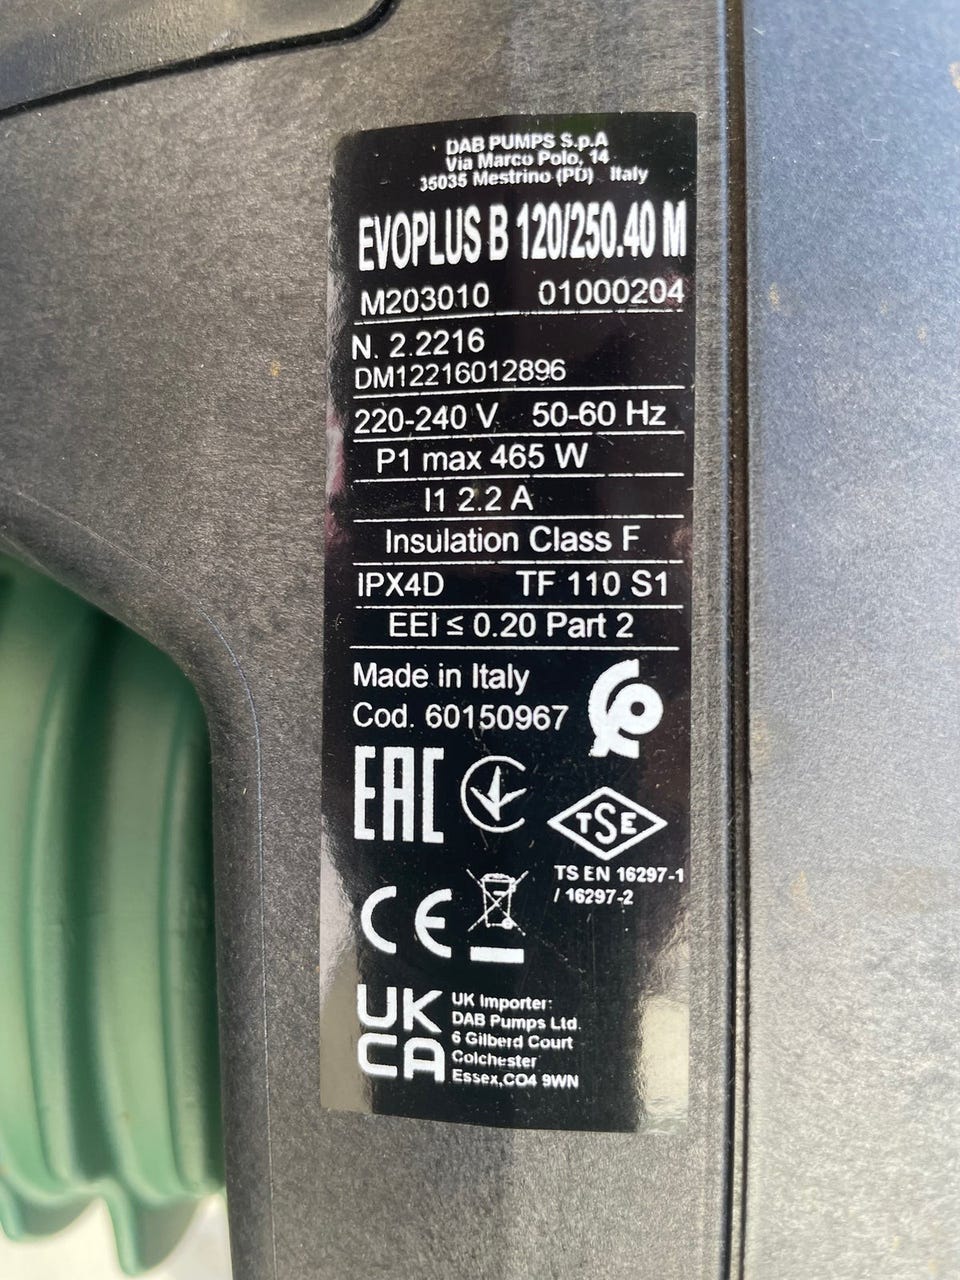 DAB PUMPS S.p.A
Via Marco Polo, 14
35035 Mestrino (PD) Italy
EVOPLUS B 120/250.40 M
M203010 01000204
N. 2.2216
DM12216012896
220-240 V 50-60 Hz
P1 max 465 W
I1 2.2 A
Insulation Class F
IPX4D TF 110 S1
EEI ≤ 0.20 Part 2
Made in Italy
Cod. 60150967
EAC
TSE
TS EN 16297-1
/ 16297-2
CE
UK
CA
UK Importer:
DAB Pumps Ltd.
6 Gilberd Court
Colchester
Essex,CO4 9WN